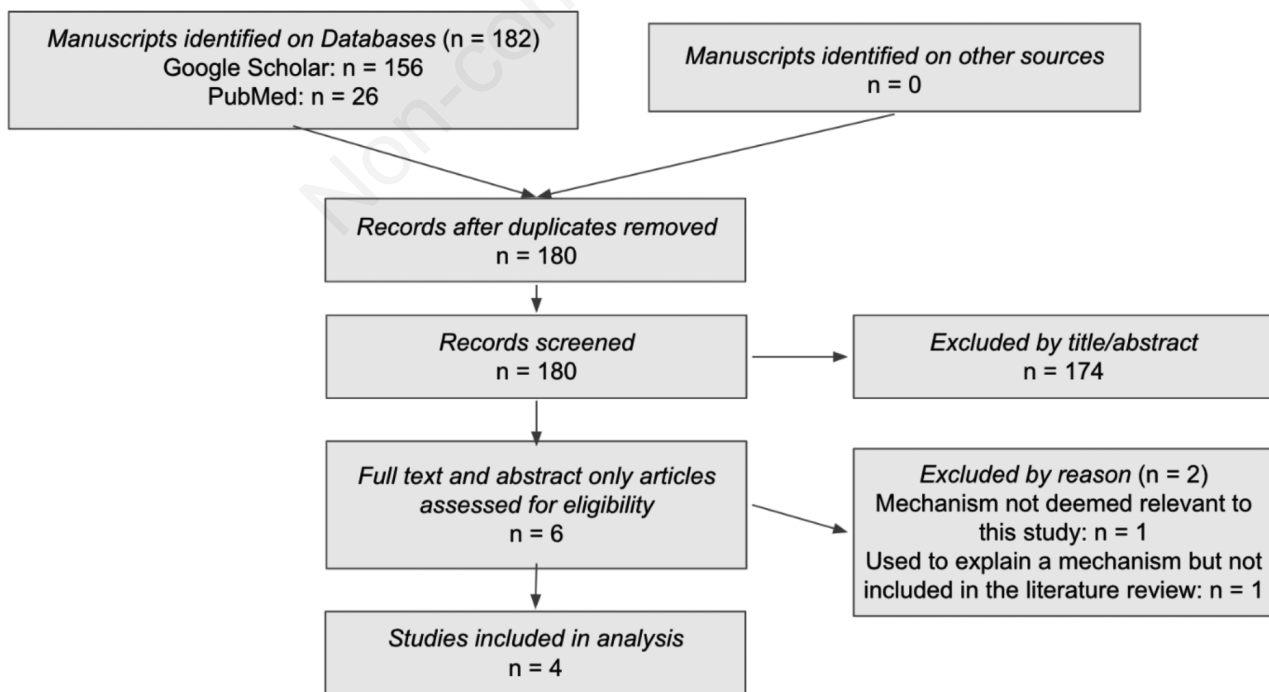 Manuscripts identified on Databases (n = 182)
Google Scholar: n = 156
PubMed: n = 26
Manuscripts identified on other sources
n = 0
Non-com
Records after duplicates removed
n = 180
Records screened
n = 180
Excluded by title/abstract
n = 174
Full text and abstract only articles
assessed for eligibility
n = 6
Excluded by reason (n = 2)
Mechanism not deemed relevant to
this study: n = 1
Used to explain a mechanism but not
included in the literature review: n = 1
Studies included in analysis
n = 4